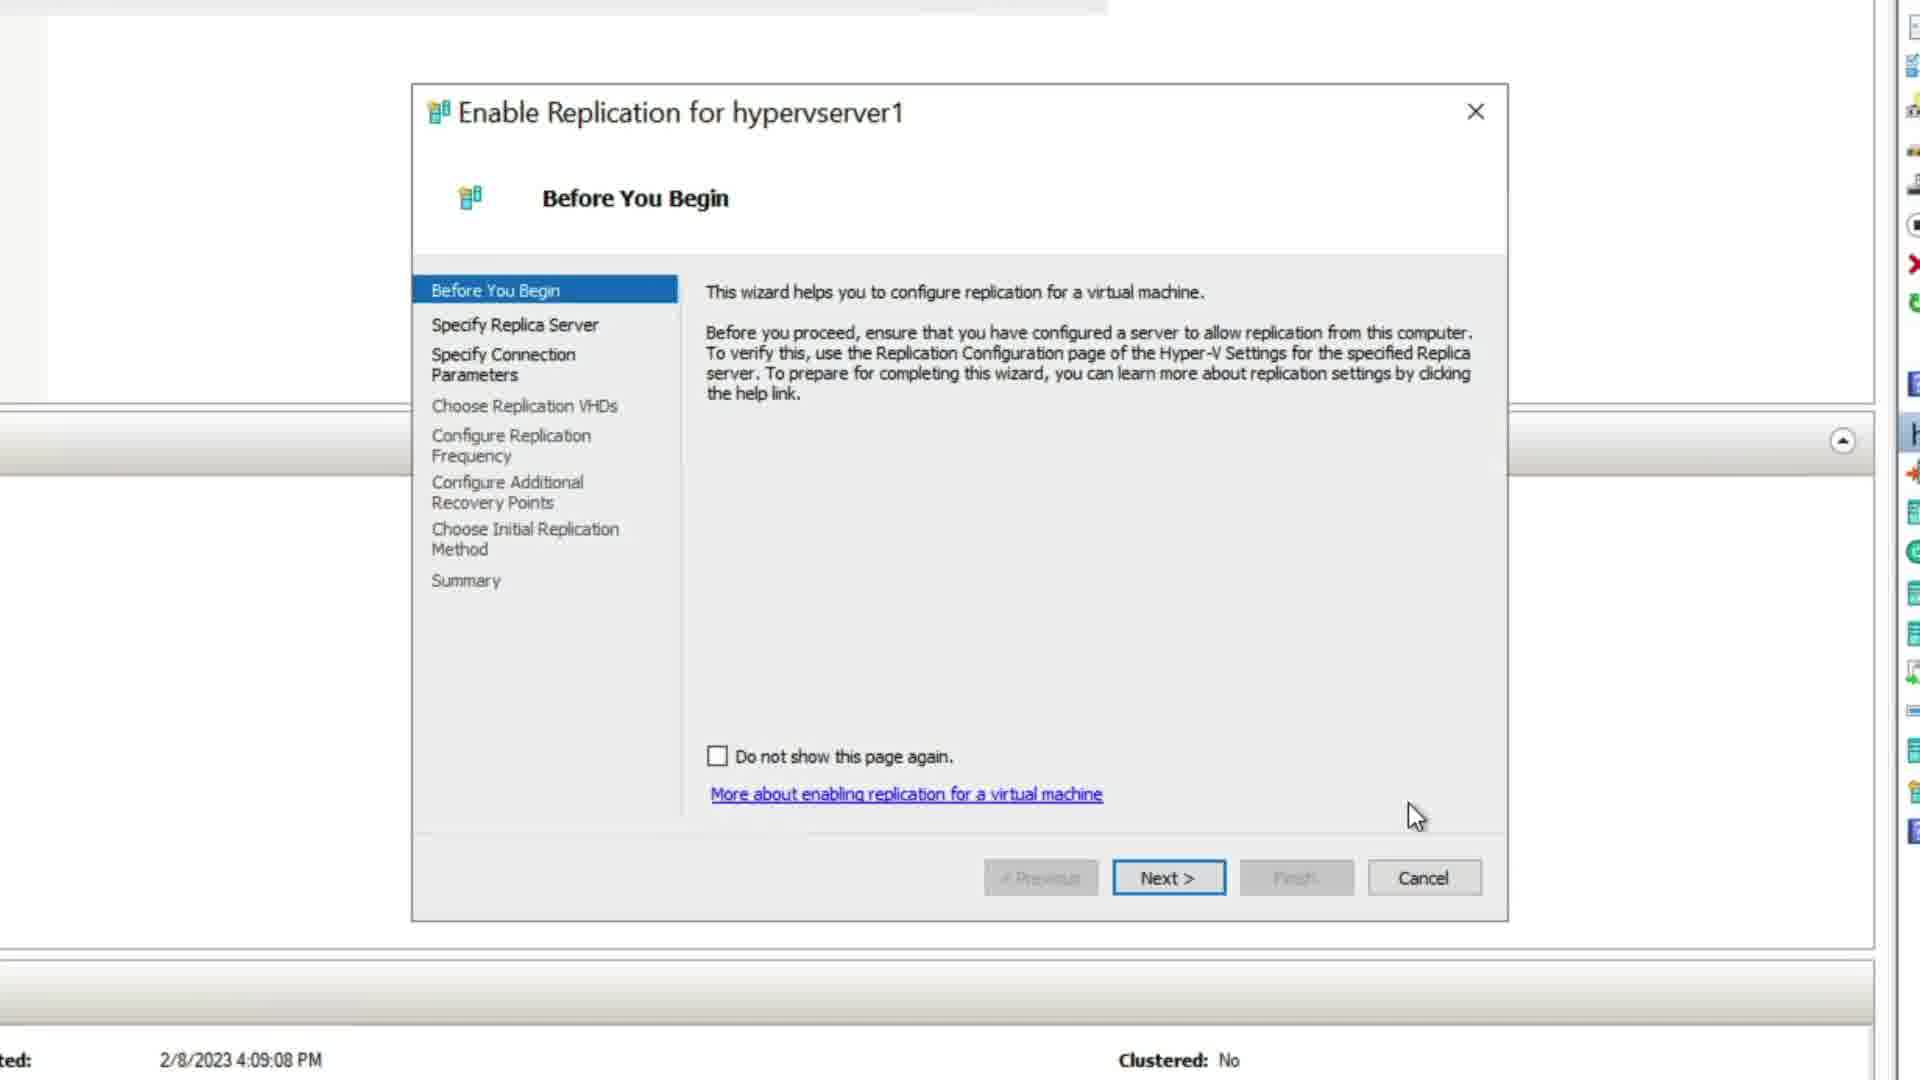 Enable Replication for hypervserver1
Before You Begin
Before You Begin
Specify Replica Server
Specify Connection
Parameters
Choose Replication VHDs
Configure Replication
Frequency
Configure Additional
Recovery Points
Choose Initial Replication
Method
Summary
This wizard helps you to configure replication for a virtual machine.
Before you proceed, ensure that you have configured a server to allow replication from this computer.
To verify this, use the Replication Configuration page of the Hyper-V Settings for the specified Replica
server. To prepare for completing this wizard, you can learn more about replication settings by clicking
the help link.
Do not show this page again.
More about enabling replication for a virtual machine
< Previous
Next >
Finish
Cancel
ted:
2/8/2023 4:09:08 PM
Clustered: No